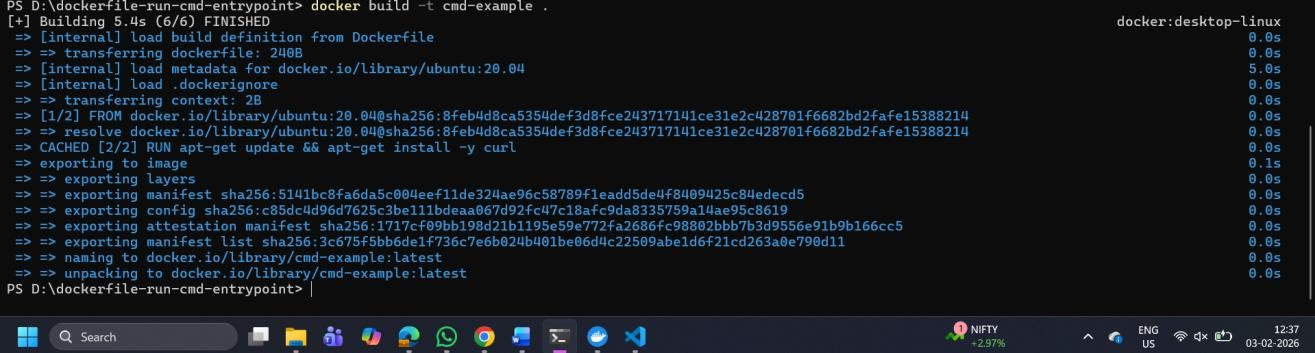 PS D:\dockerfile-run-cmd-entrypoint> docker build -t cmd-example .
[+] Building 5.4s (6/6) FINISHED docker:desktop-linux
=> [internal] load build definition from Dockerfile 0.0s
=> => transferring dockerfile: 240B 0.0s
=> [internal] load metadata for docker.io/library/ubuntu:20.04 5.0s
=> [internal] load .dockerignore 0.0s
=> => transferring context: 2B 0.0s
=> [1/2] FROM docker.io/library/ubuntu:20.04@sha256:8feb4d8ca5354def3d8fce243717141ce31e2c428701f6682bd2fafe15388214 0.0s
=> => resolve docker.io/library/ubuntu:20.04@sha256:8feb4d8ca5354def3d8fce243717141ce31e2c428701f6682bd2fafe15388214 0.0s
=> CACHED [2/2] RUN apt-get update && apt-get install -y curl 0.0s
=> exporting to image 0.1s
=> => exporting layers 0.0s
=> => exporting manifest sha256:5141bc8fa6da5c004eef11de324ae96c58789f1eadd5de4f8409425c84edecd5 0.0s
=> => exporting config sha256:c85dc4d96d7625c3be111bdeaa067d92fc47c18afc9da8335759a14ae95c8619 0.0s
=> => exporting attestation manifest sha256:1717cf09bb198d21b1195e59e772fa2686fc98802bbb7b3d9556e91b9b166cc5 0.0s
=> => exporting manifest list sha256:3c675f5bb6de1f736c7e6b024b401be06d4c22509abe1d6f21cd263a0e790d11 0.0s
=> => naming to docker.io/library/cmd-example:latest 0.0s
=> => unpacking to docker.io/library/cmd-example:latest 0.0s
PS D:\dockerfile-run-cmd-entrypoint>
Search
1
NIFTY
+2.97%
ENG
US
12:37
03-02-2026